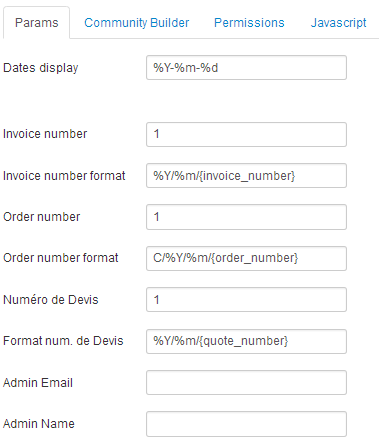 Params Community Builder Permissions Javascript
Dates display %Y-%m-%d
Invoice number 1
Invoice number format %Y/%m/{invoice_number}
Order number 1
Order number format C/%Y/%m/{order_number}
Numéro de Devis 1
Format num. de Devis %Y/%m/{quote_number}
Admin Email
Admin Name